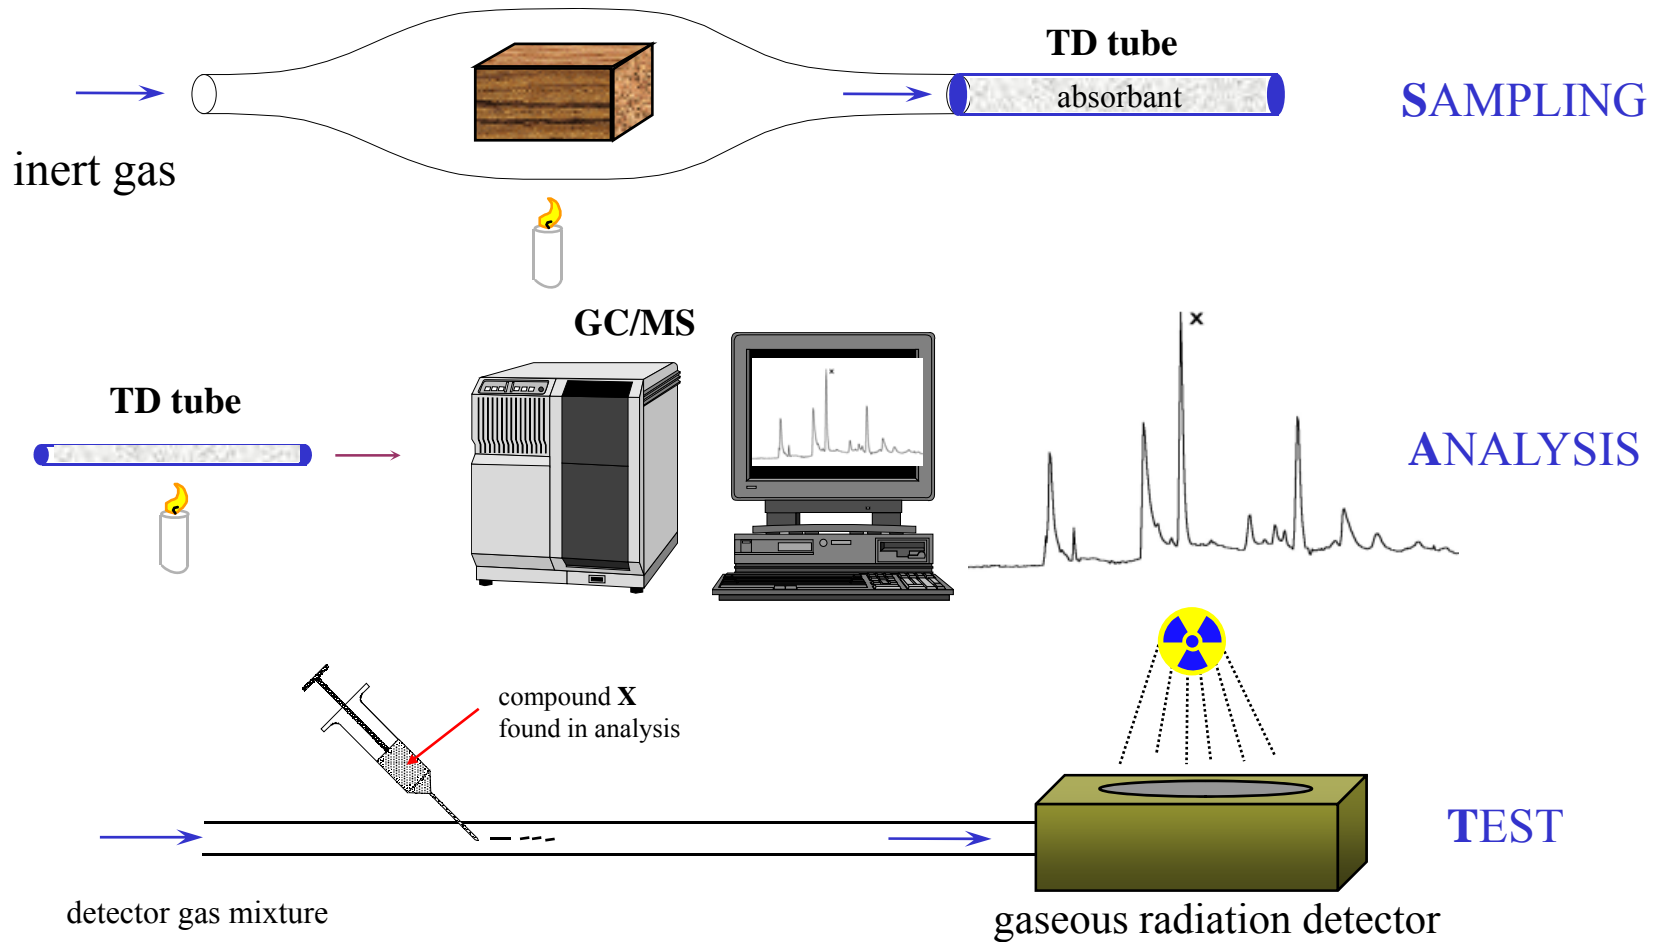 TD tube
absorbant
SAMPLING
inert gas
GC/MS
x
TD tube
x
ANALYSIS
compound X
found in analysis
TEST
detector gas mixture
gaseous radiation detector